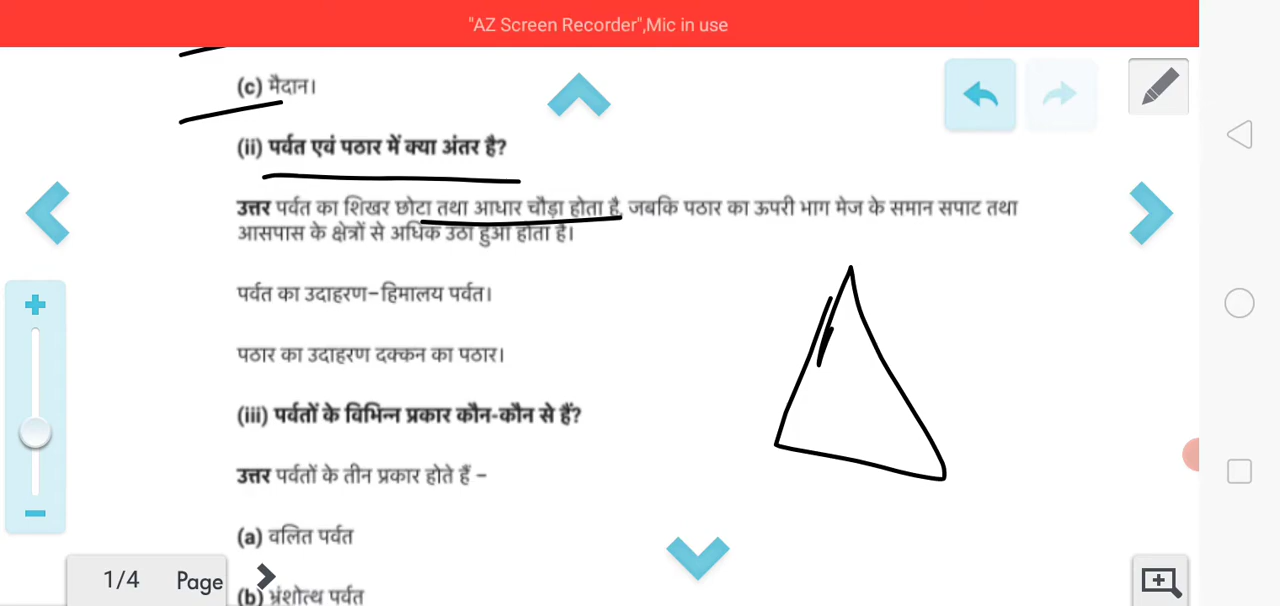 "AZ Screen Recorder",Mic in use
(c) मैदान।
(ii) पर्वत एवं पठार में क्या अंतर है?
उत्तर पर्वत का शिखर छोटा तथा आधार चौड़ा होता है, जबकि पठार का ऊपरी भाग मेज के समान सपाट तथा
आसपास के क्षेत्रों से अधिक उठा हुआ होता है।
पर्वत का उदाहरण–हिमालय पर्वत।
पठार का उदाहरण दक्कन का पठार।
(iii) पर्वतों के विभिन्न प्रकार कौन-कौन से हैं?
उत्तर पर्वतों के तीन प्रकार होते हैं –
(a) वलित पर्वत
1/4 Page
(b) भ्रंशोत्थ पर्वत